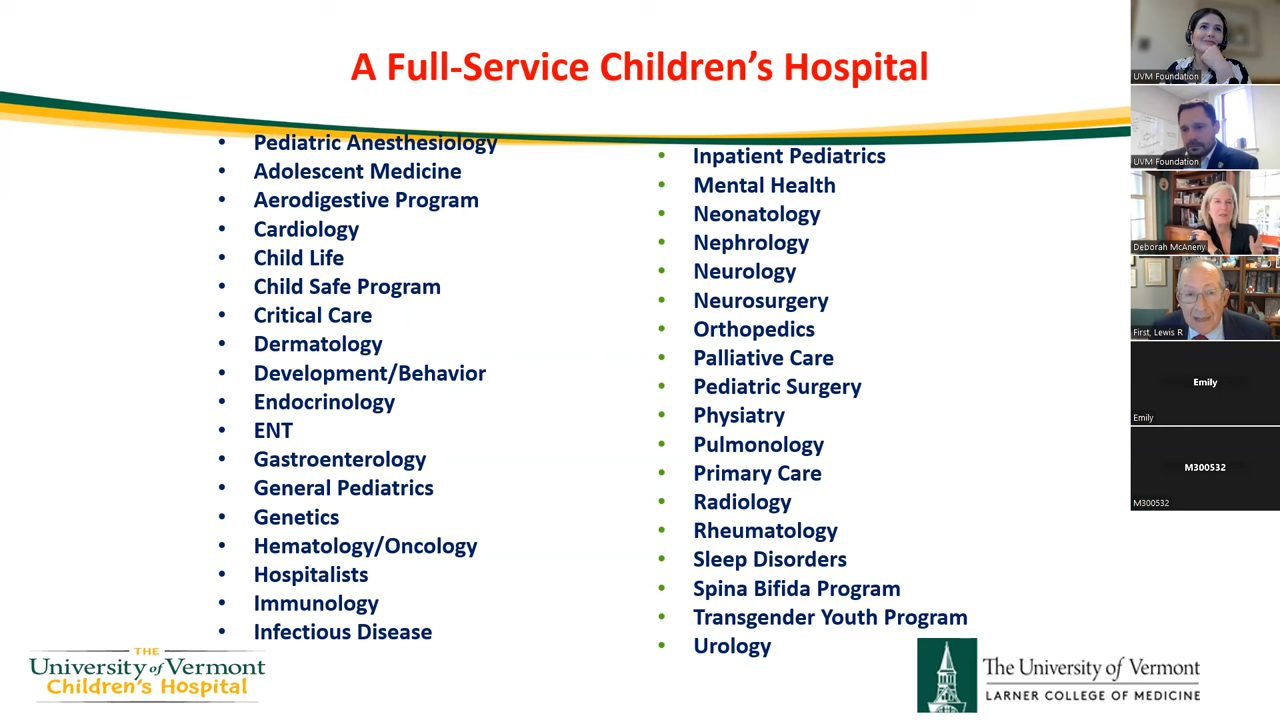 A Full-Service Children's Hospital
• Pediatric Anesthesiology
• Adolescent Medicine
• Aerodigestive Program
• Cardiology
• Child Life
• Child Safe Program
• Critical Care
• Dermatology
• Development/Behavior
• Endocrinology
• ENT
• Gastroenterology
• General Pediatrics
• Genetics
• Hematology/Oncology
• Hospitalists
• Immunology
• Infectious Disease
• Inpatient Pediatrics
• Mental Health
• Neonatology
• Nephrology
• Neurology
• Neurosurgery
• Orthopedics
• Palliative Care
• Pediatric Surgery
• Physiatry
• Pulmonology
• Primary Care
• Radiology
• Rheumatology
• Sleep Disorders
• Spina Bifida Program
• Transgender Youth Program
• Urology
THE
University of Vermont
Children's Hospital
The University of Vermont
LARNER COLLEGE OF MEDICINE
UVM Foundation
UVM Foundation
Deborah McAneny
First, Lewis R
Emily
Emily
M300532
M300532